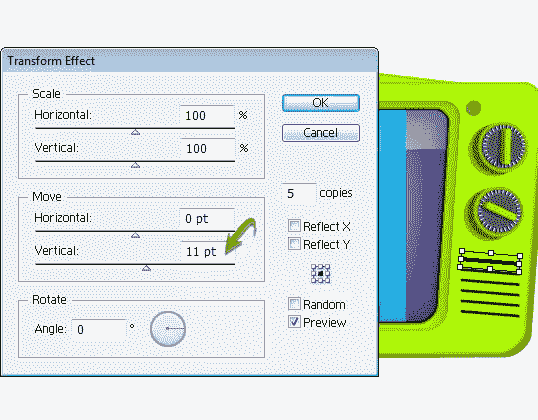 Transform Effect
Scale
Horizontal: 100 %
Vertical: 100 %
OK
Cancel
5 copies
Move
Horizontal: 0 pt
Vertical: 11 pt
Reflect X
Reflect Y
Rotate
Angle: 0 °
Random
Preview